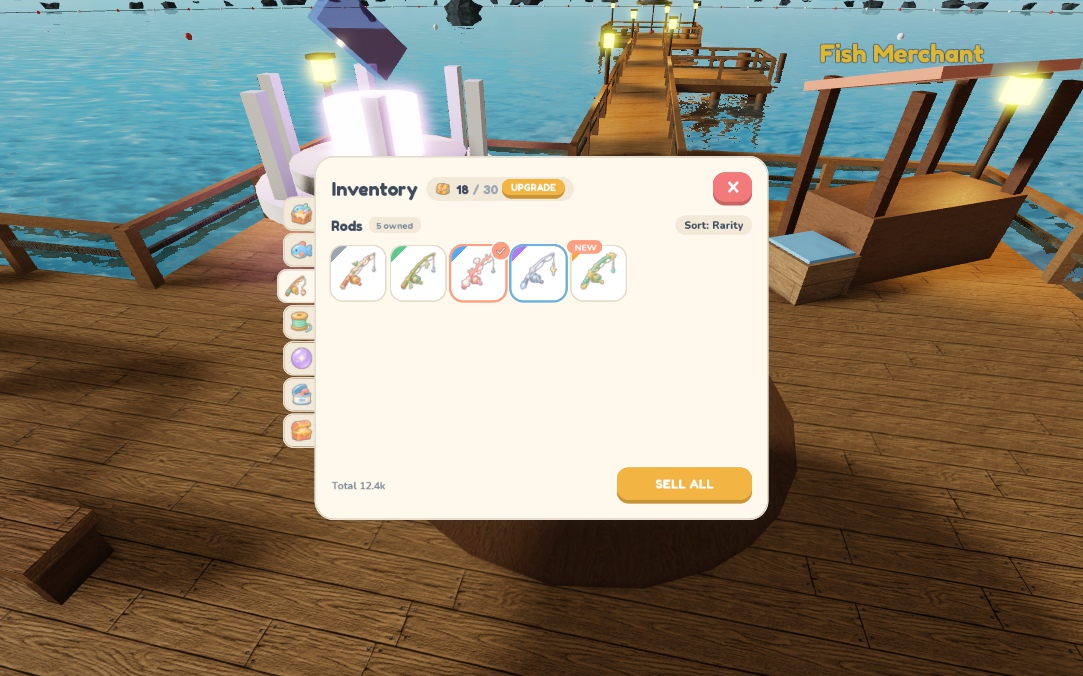 Fish Merchant
Inventory
18 / 30
UPGRADE
Rods
5 owned
Sort: Rarity
NEW
Total 12.4k
SELL ALL